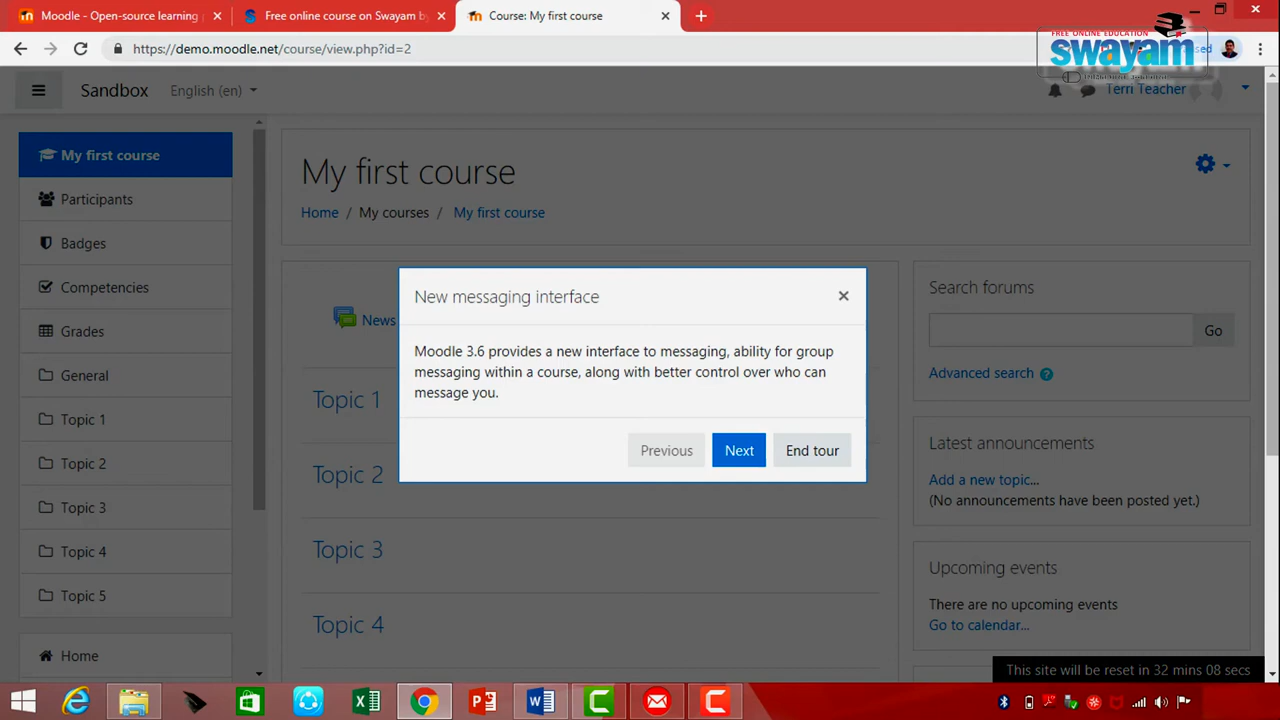 Moodle - Open-source learning
Free online course on Swayam by
Course: My first course
https://demo.moodle.net/course/view.php?id=2
FREE ONLINE EDUCATION
swayam
Sandbox
English (en)
Terri Teacher
My first course
Participants
Badges
Competencies
Grades
General
Topic 1
Topic 2
Topic 3
Topic 4
Topic 5
Home
My first course
Home / My courses / My first course
News
Topic 1
Topic 2
Topic 3
Topic 4
New messaging interface
Moodle 3.6 provides a new interface to messaging, ability for group
messaging within a course, along with better control over who can
message you.
Previous
Next
End tour
Search forums
Go
Advanced search
Latest announcements
Add a new topic...
(No announcements have been posted yet.)
Upcoming events
There are no upcoming events
Go to calendar...
This site will be reset in 32 mins 08 secs